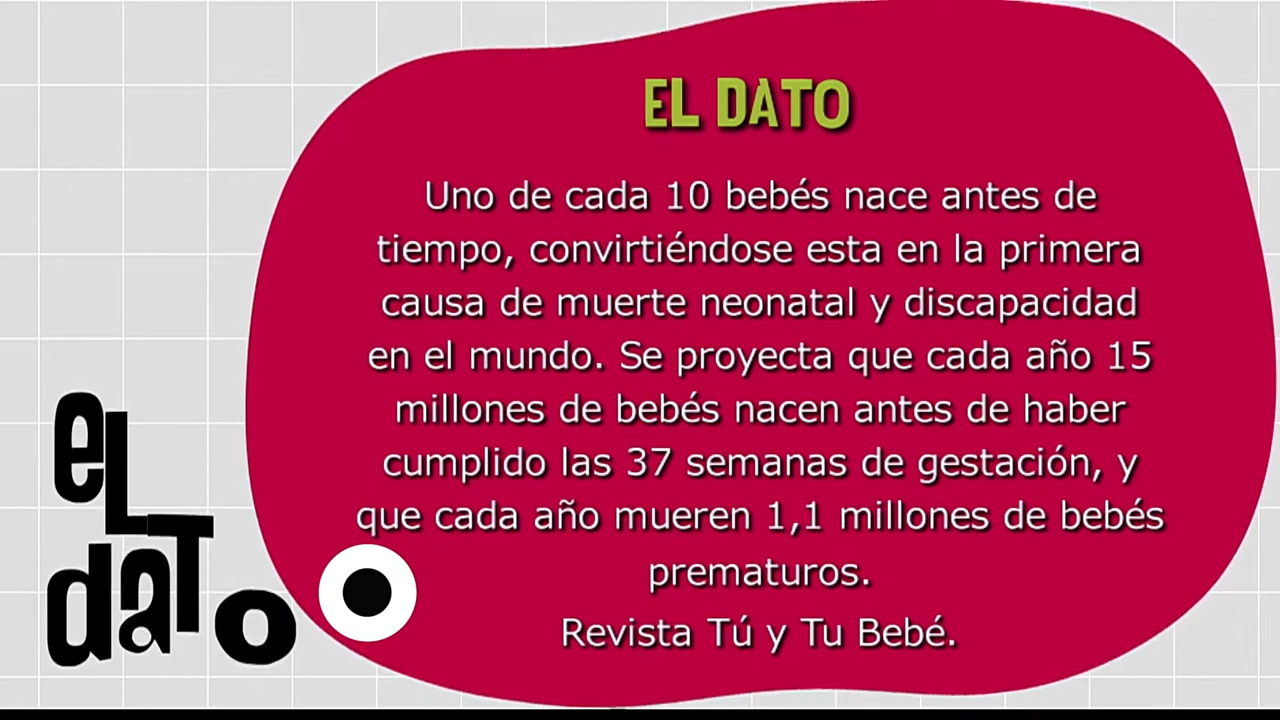 EL DATO
Uno de cada 10 bebés nace antes de
tiempo, convirtiéndose esta en la primera
causa de muerte neonatal y discapacidad
en el mundo. Se proyecta que cada año 15
millones de bebés nacen antes de haber
cumplido las 37 semanas de gestación, y
que cada año mueren 1,1 millones de bebés
prematuros.
Revista Tú y Tu Bebé.
eL
daTo